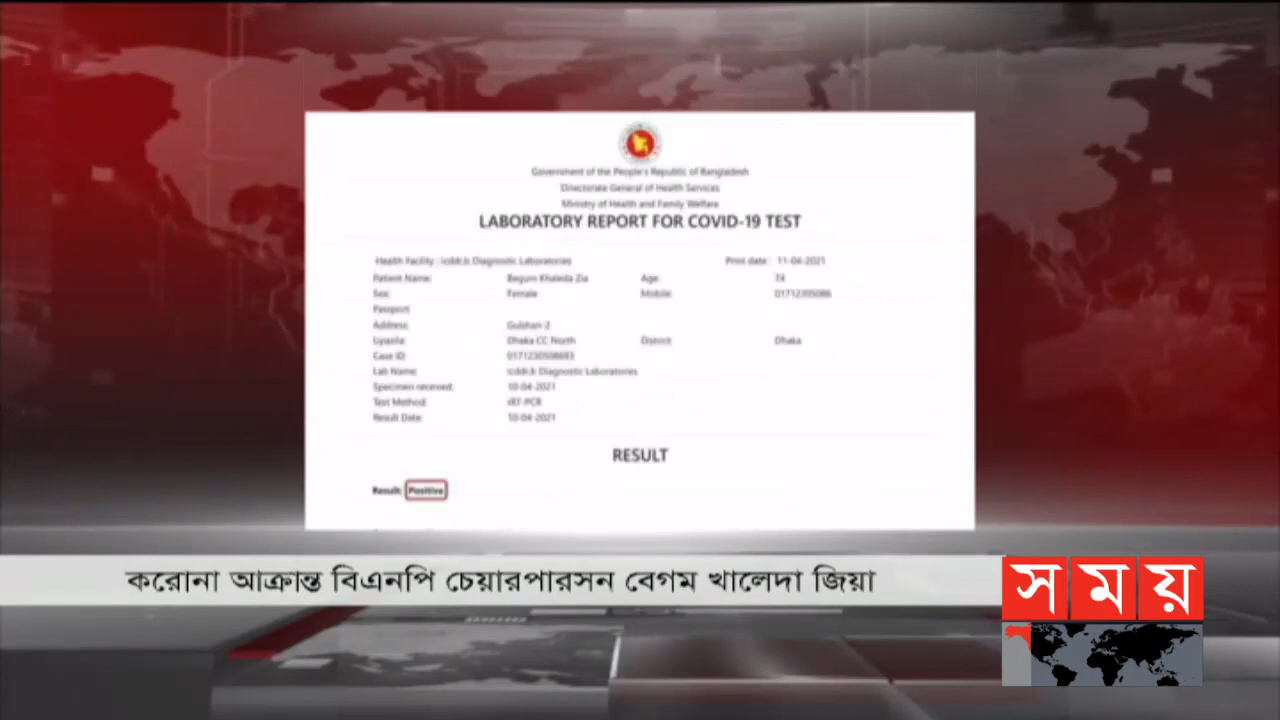 Government of the People's Republic of Bangladesh
Directorate General of Health Services
Ministry of Health and Family Welfare
LABORATORY REPORT FOR COVID-19 TEST
Health Facility : icddr,b Diagnostic Laboratories Print date : 11-04-2021
Patient Name: Begum Khaleda Zia Age: 74
Sex: Female Mobile:
Passport:
Address: Gulshan-2
Upazila: Dhaka CC North District: Dhaka
Case ID:
Lab Name: icddr,b Diagnostic Laboratories
Specimen received: 10-04-2021
Test Method: rRT-PCR
Result Date: 10-04-2021
RESULT
Result: Positive
করোনা আক্রান্ত বিএনপি চেয়ারপারসন বেগম খালেদা জিয়া
সময়